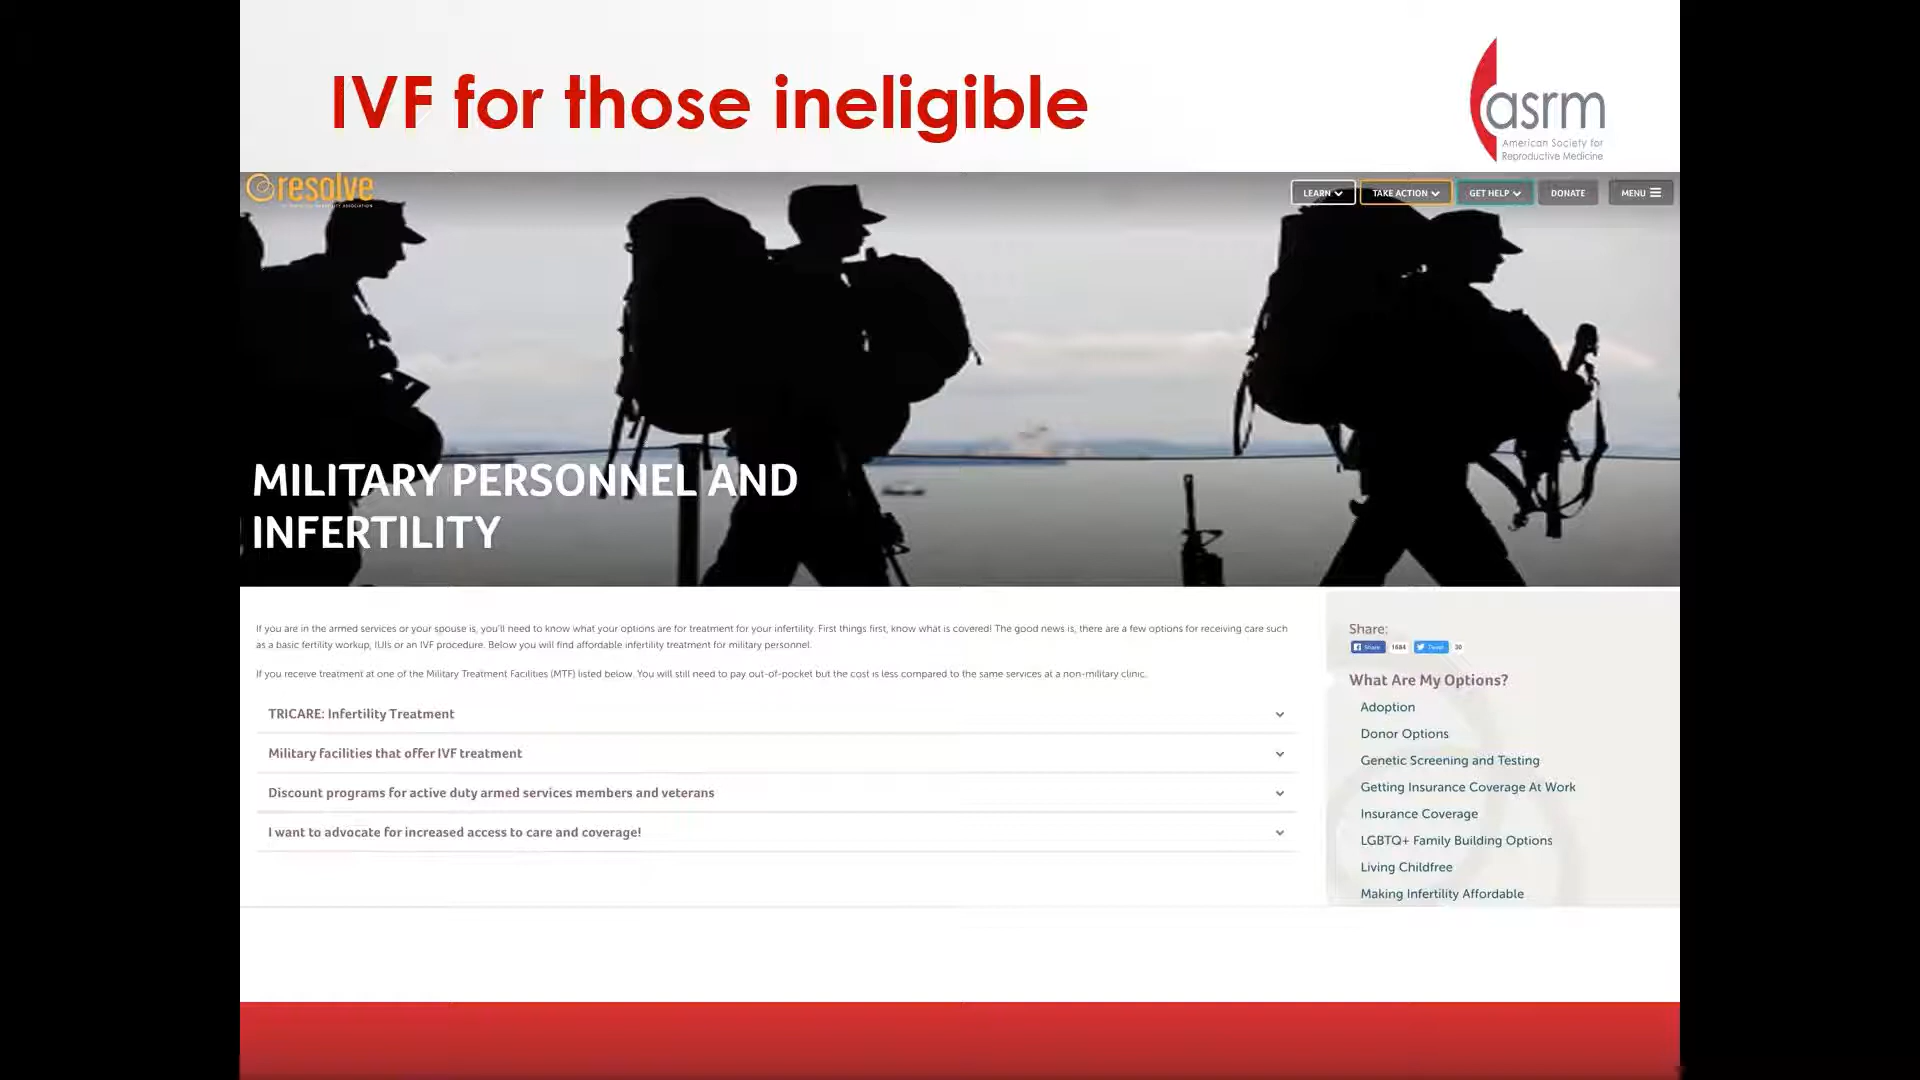 IVF for those ineligible
asrm
American Society for
Reproductive Medicine
resolve
LEARN
TAKE ACTION
GET HELP
DONATE
MENU
MILITARY PERSONNEL AND
INFERTILITY
If you are in the armed services or your spouse is, you'll need to know what your options are for treatment for your infertility. First things first, know what is covered! The good news is, there are a few options for receiving care such
as a basic fertility workup, IUIs or an IVF procedure. Below you will find affordable infertility treatment for military personnel.
If you receive treatment at one of the Military Treatment Facilities (MTF) listed below. You will still need to pay out-of-pocket but the cost is less compared to the same services at a non-military clinic.
TRICARE: Infertility Treatment
Military facilities that offer IVF treatment
Discount programs for active duty armed services members and veterans
I want to advocate for increased access to care and coverage!
Share:
Share 1684 Tweet 30
What Are My Options?
Adoption
Donor Options
Genetic Screening and Testing
Getting Insurance Coverage At Work
Insurance Coverage
LGBTQ+ Family Building Options
Living Childfree
Making Infertility Affordable